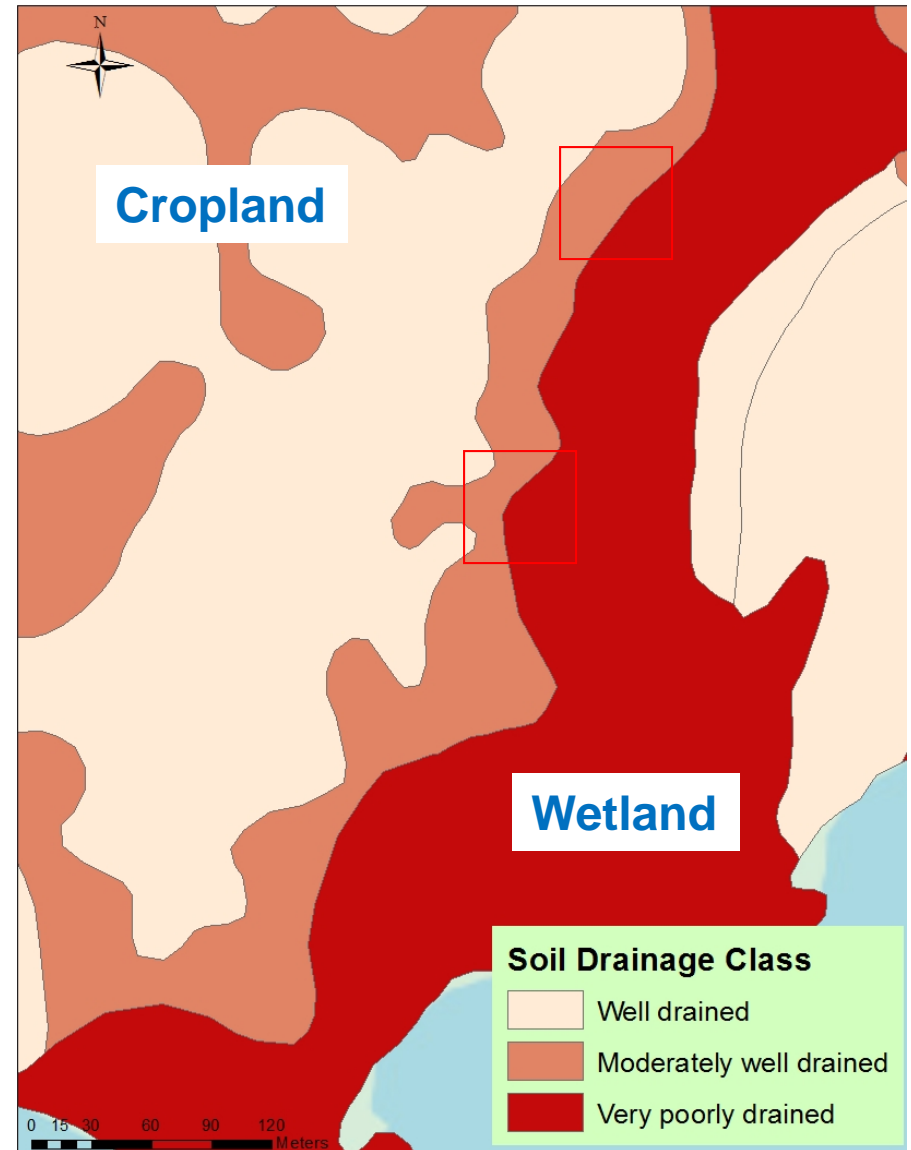 N
Cropland
Wetland
Soil Drainage Class
Well drained
Moderately well drained
Very poorly drained
0 15 30 60 90 120
Meters